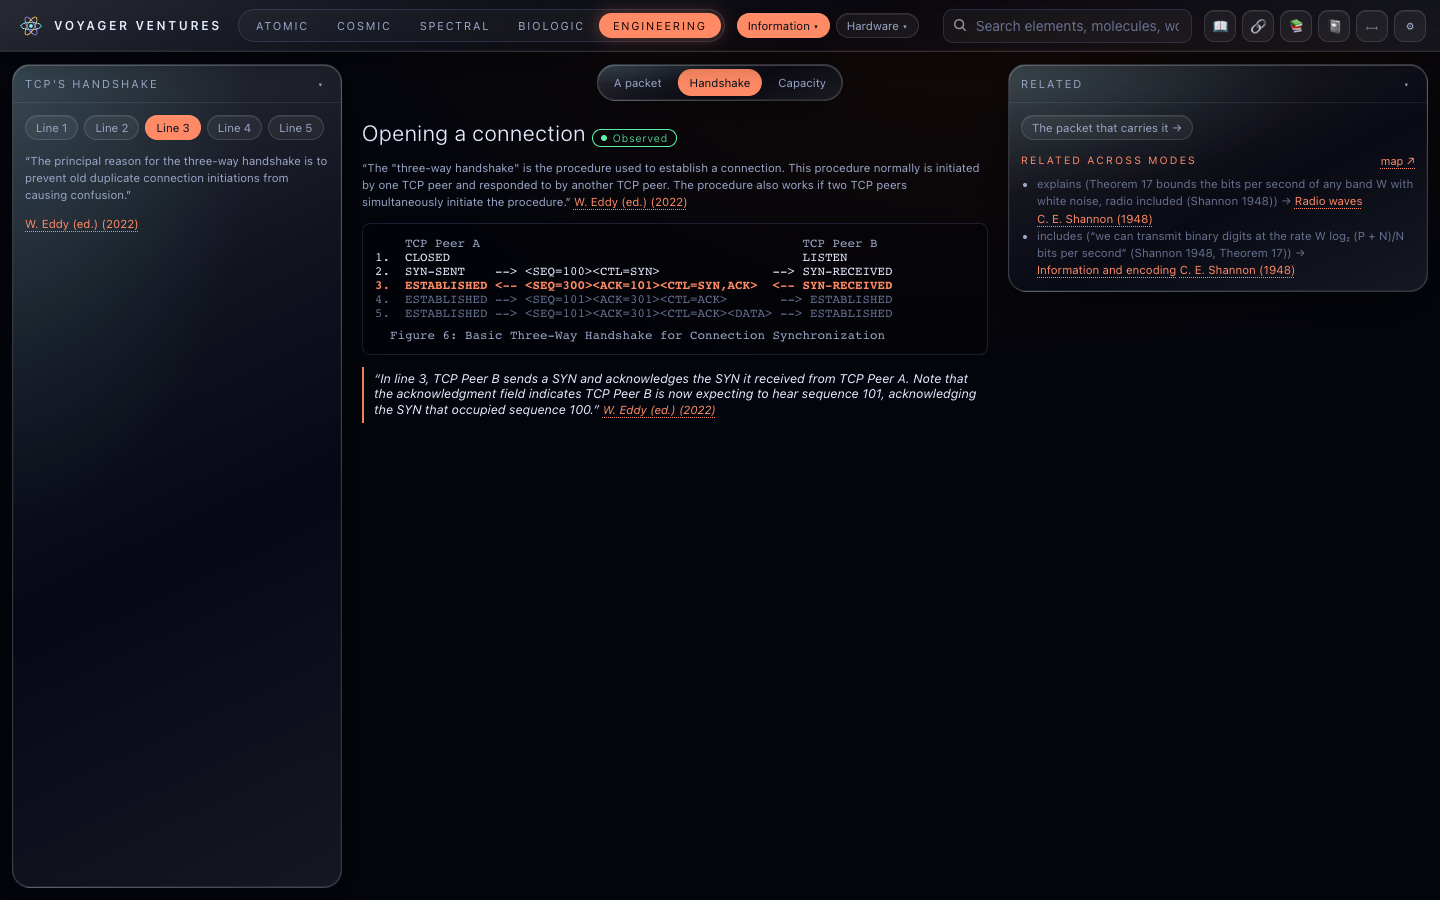 VOYAGER VENTURES
ATOMIC COSMIC SPECTRAL BIOLOGIC ENGINEERING
Information ▾ Hardware ▾
Search elements, molecules, wo
TCP'S HANDSHAKE
Line 1 Line 2 Line 3 Line 4 Line 5
“The principal reason for the three-way handshake is to
prevent old duplicate connection initiations from
causing confusion.”
W. Eddy (ed.) (2022)
A packet Handshake Capacity
Opening a connection Observed
“The "three-way handshake" is the procedure used to establish a connection. This procedure normally is initiated
by one TCP peer and responded to by another TCP peer. The procedure also works if two TCP peers
simultaneously initiate the procedure.” W. Eddy (ed.) (2022)
TCP Peer A TCP Peer B
1. CLOSED LISTEN
2. SYN-SENT --> <SEQ=100><CTL=SYN> --> SYN-RECEIVED
3. ESTABLISHED <-- <SEQ=300><ACK=101><CTL=SYN,ACK> <-- SYN-RECEIVED
4. ESTABLISHED --> <SEQ=101><ACK=301><CTL=ACK> --> ESTABLISHED
5. ESTABLISHED --> <SEQ=101><ACK=301><CTL=ACK><DATA> --> ESTABLISHED
Figure 6: Basic Three-Way Handshake for Connection Synchronization
“In line 3, TCP Peer B sends a SYN and acknowledges the SYN it received from TCP Peer A. Note that
the acknowledgment field indicates TCP Peer B is now expecting to hear sequence 101, acknowledging
the SYN that occupied sequence 100.” W. Eddy (ed.) (2022)
RELATED
The packet that carries it →
RELATED ACROSS MODES map ↗
• explains (Theorem 17 bounds the bits per second of any band W with
white noise, radio included (Shannon 1948)) → Radio waves
C. E. Shannon (1948)
• includes (“we can transmit binary digits at the rate W log₂ (P + N)/N
bits per second” (Shannon 1948, Theorem 17)) →
Information and encoding C. E. Shannon (1948)